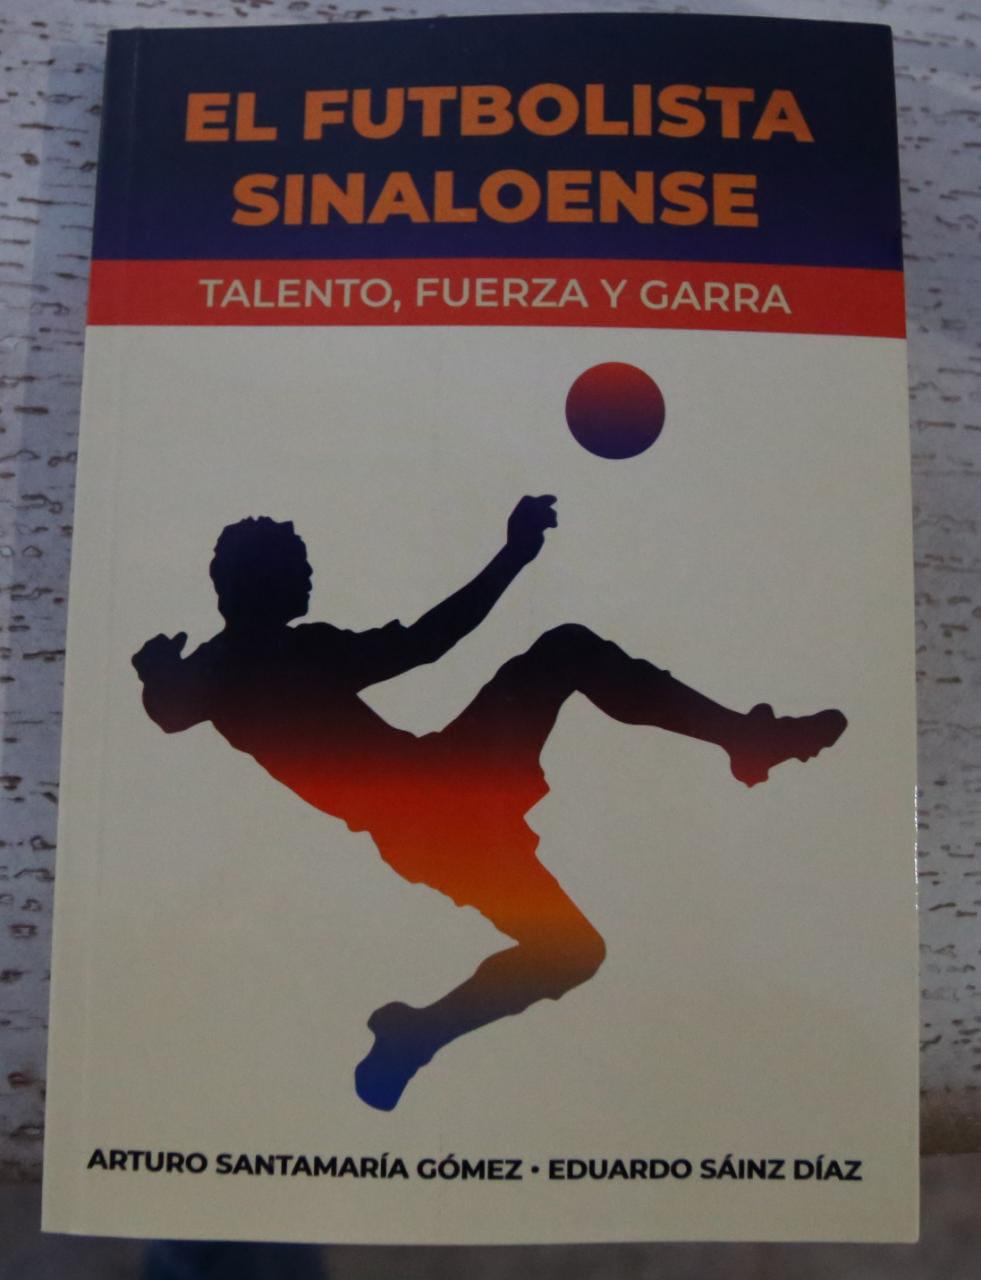 EL FUTBOLISTA
SINALOENSE
TALENTO, FUERZA Y GARRA
ARTURO SANTAMARÍA GÓMEZ • EDUARDO SÁINZ DÍAZ